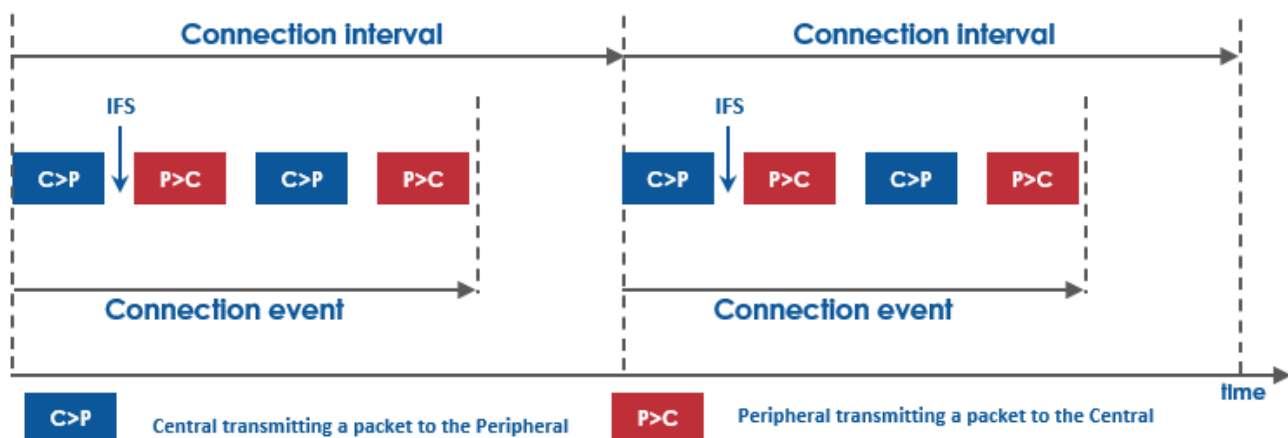 Connection interval
Connection interval
IFS
IFS
C>P
P>C
C>P
P>C
C>P
P>C
C>P
P>C
Connection event
Connection event
time
C>P
Central transmitting a packet to the Peripheral
P>C
Peripheral transmitting a packet to the Central